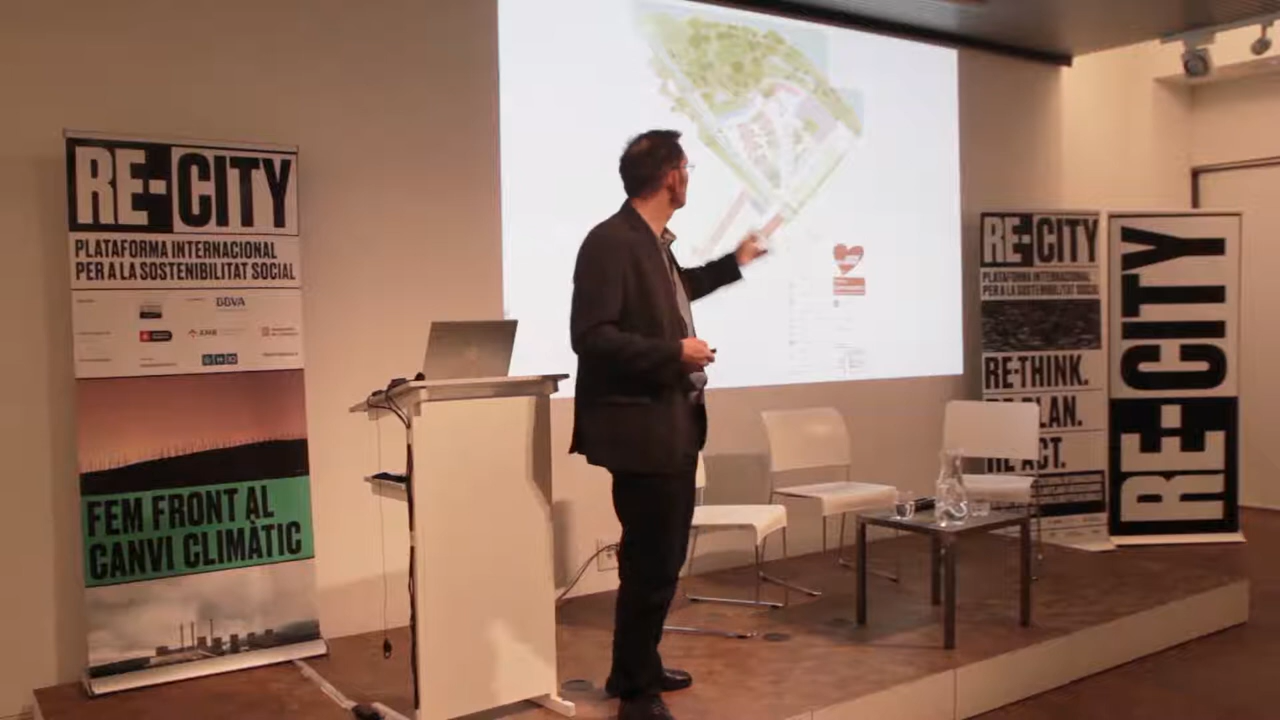 RE-CITY
PLATAFORMA INTERNACIONAL
PER A LA SOSTENIBILITAT SOCIAL
BBVA
FEM FRONT AL
CANVI CLIMÀTIC
RE-CITY
PLATAFORMA INTERNACIONAL
PER A LA SOSTENIBILITAT SOCIAL
RE-THINK.
LAN.
RE-ACT.
RE-CITY